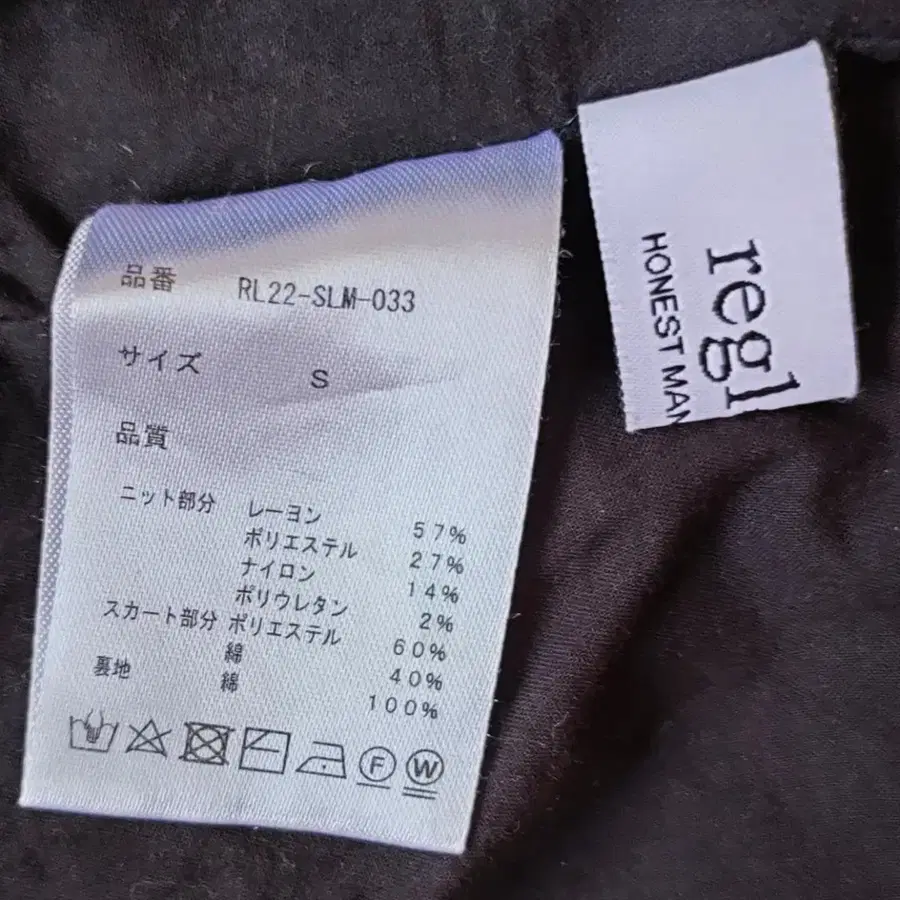 品番 RL22-SLM-033
サイズ S
品質
ニット部分 レーヨン 57%
ポリエステル 27%
ナイロン 14%
ポリウレタン 2%
スカート部分 ポリエステル 60%
綿 40%
裏地 綿 100%
F W
regl
HONEST MAN